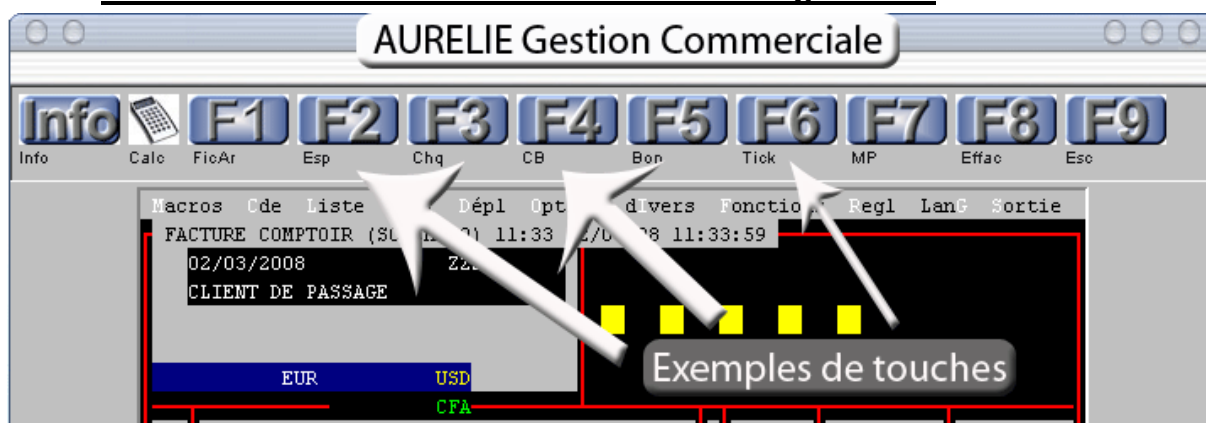 AURELIE Gestion Commerciale
Info F1 F2 F3 F4 F5 F6 F7 F8 F9
Info Calc FicAr Esp Chq CB Bon Tick MP Effac Esc
Macros Cde Liste Dépl Opt dIvers Fonction Regl LanG Sortie
FACTURE COMPTOIR 11:33 11:33:59
02/03/2008
CLIENT DE PASSAGE
Exemples de touches
EUR USD
CFA